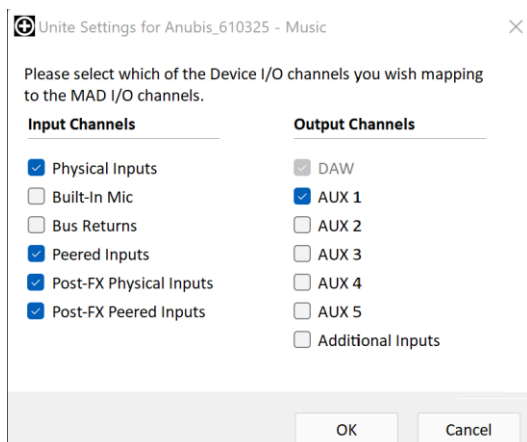 Unite Settings for Anubis_610325 - Music
Please select which of the Device I/O channels you wish mapping
to the MAD I/O channels.
Input Channels
Physical Inputs
Built-In Mic
Bus Returns
Peered Inputs
Post-FX Physical Inputs
Post-FX Peered Inputs
Output Channels
DAW
AUX 1
AUX 2
AUX 3
AUX 4
AUX 5
Additional Inputs
OK
Cancel